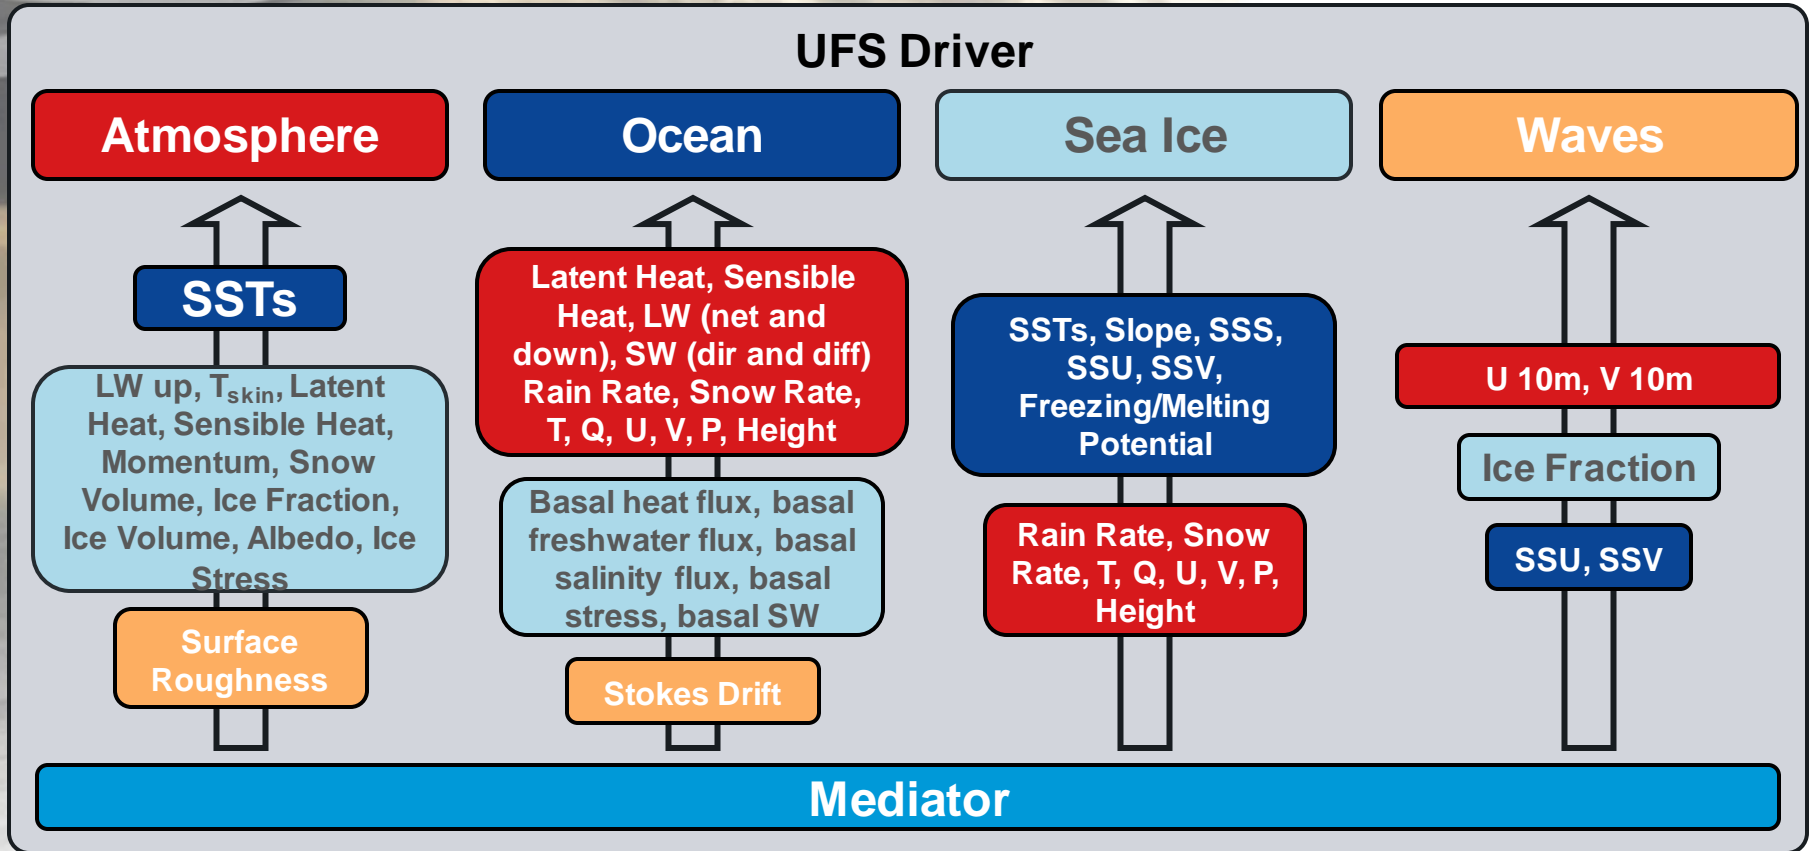 UFS Driver
Atmosphere
SSTs
LW up, Tskin, Latent
Heat, Sensible Heat,
Momentum, Snow
Volume, Ice Fraction,
Ice Volume, Albedo, Ice
Stress
Surface
Roughness
Ocean
Latent Heat, Sensible
Heat, LW (net and
down), SW (dir and diff)
Rain Rate, Snow Rate,
T, Q, U, V, P, Height
Basal heat flux, basal
freshwater flux, basal
salinity flux, basal
stress, basal SW
Stokes Drift
Sea Ice
SSTs, Slope, SSS,
SSU, SSV,
Freezing/Melting
Potential
Rain Rate, Snow
Rate, T, Q, U, V, P,
Height
Waves
U 10m, V 10m
Ice Fraction
SSU, SSV
Mediator